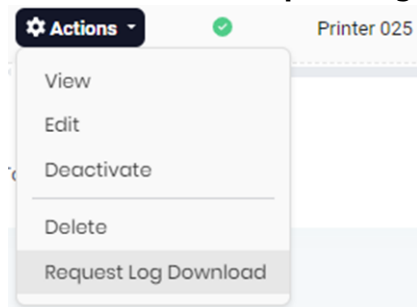 Actions
Printer 025
View
Edit
Deactivate
Delete
Request Log Download